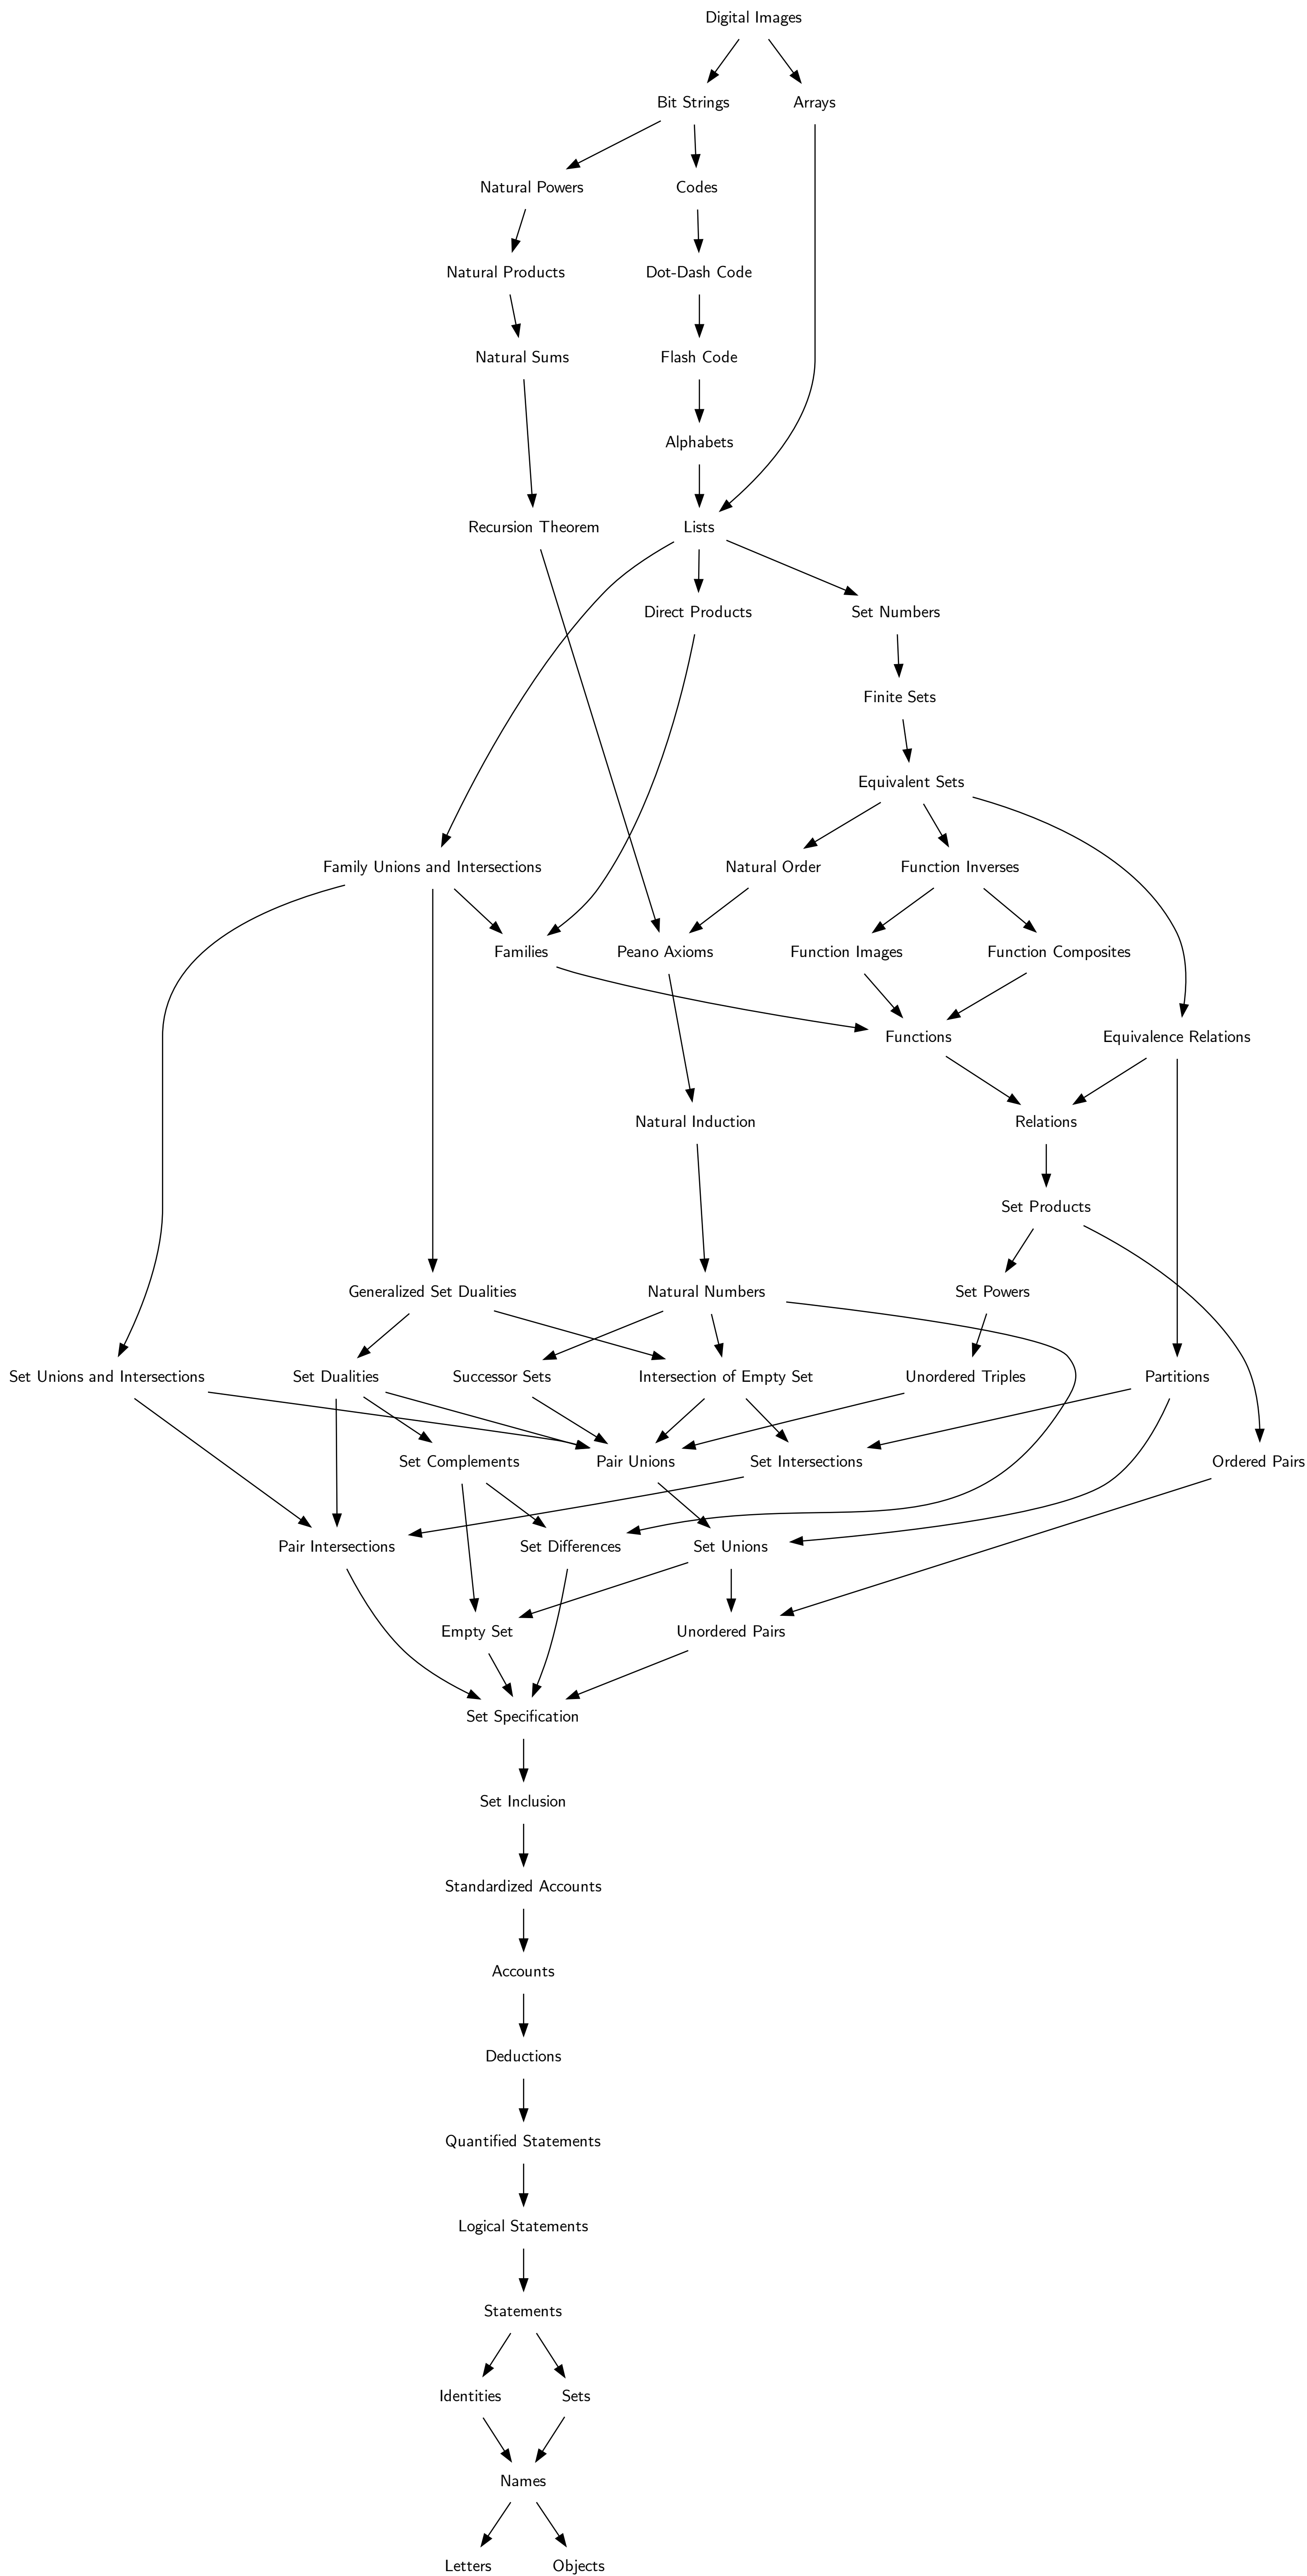 Digital Images
Bit Strings
Arrays
Natural Powers
Codes
Natural Products
Dot-Dash Code
Natural Sums
Flash Code
Alphabets
Recursion Theorem
Lists
Direct Products
Set Numbers
Finite Sets
Equivalent Sets
Family Unions and Intersections
Natural Order
Function Inverses
Families
Peano Axioms
Function Images
Function Composites
Functions
Equivalence Relations
Natural Induction
Relations
Set Products
Generalized Set Dualities
Natural Numbers
Set Powers
Set Unions and Intersections
Set Dualities
Successor Sets
Intersection of Empty Set
Unordered Triples
Partitions
Set Complements
Pair Unions
Set Intersections
Ordered Pairs
Pair Intersections
Set Differences
Set Unions
Empty Set
Unordered Pairs
Set Specification
Set Inclusion
Standardized Accounts
Accounts
Deductions
Quantified Statements
Logical Statements
Statements
Identities
Sets
Names
Letters
Objects